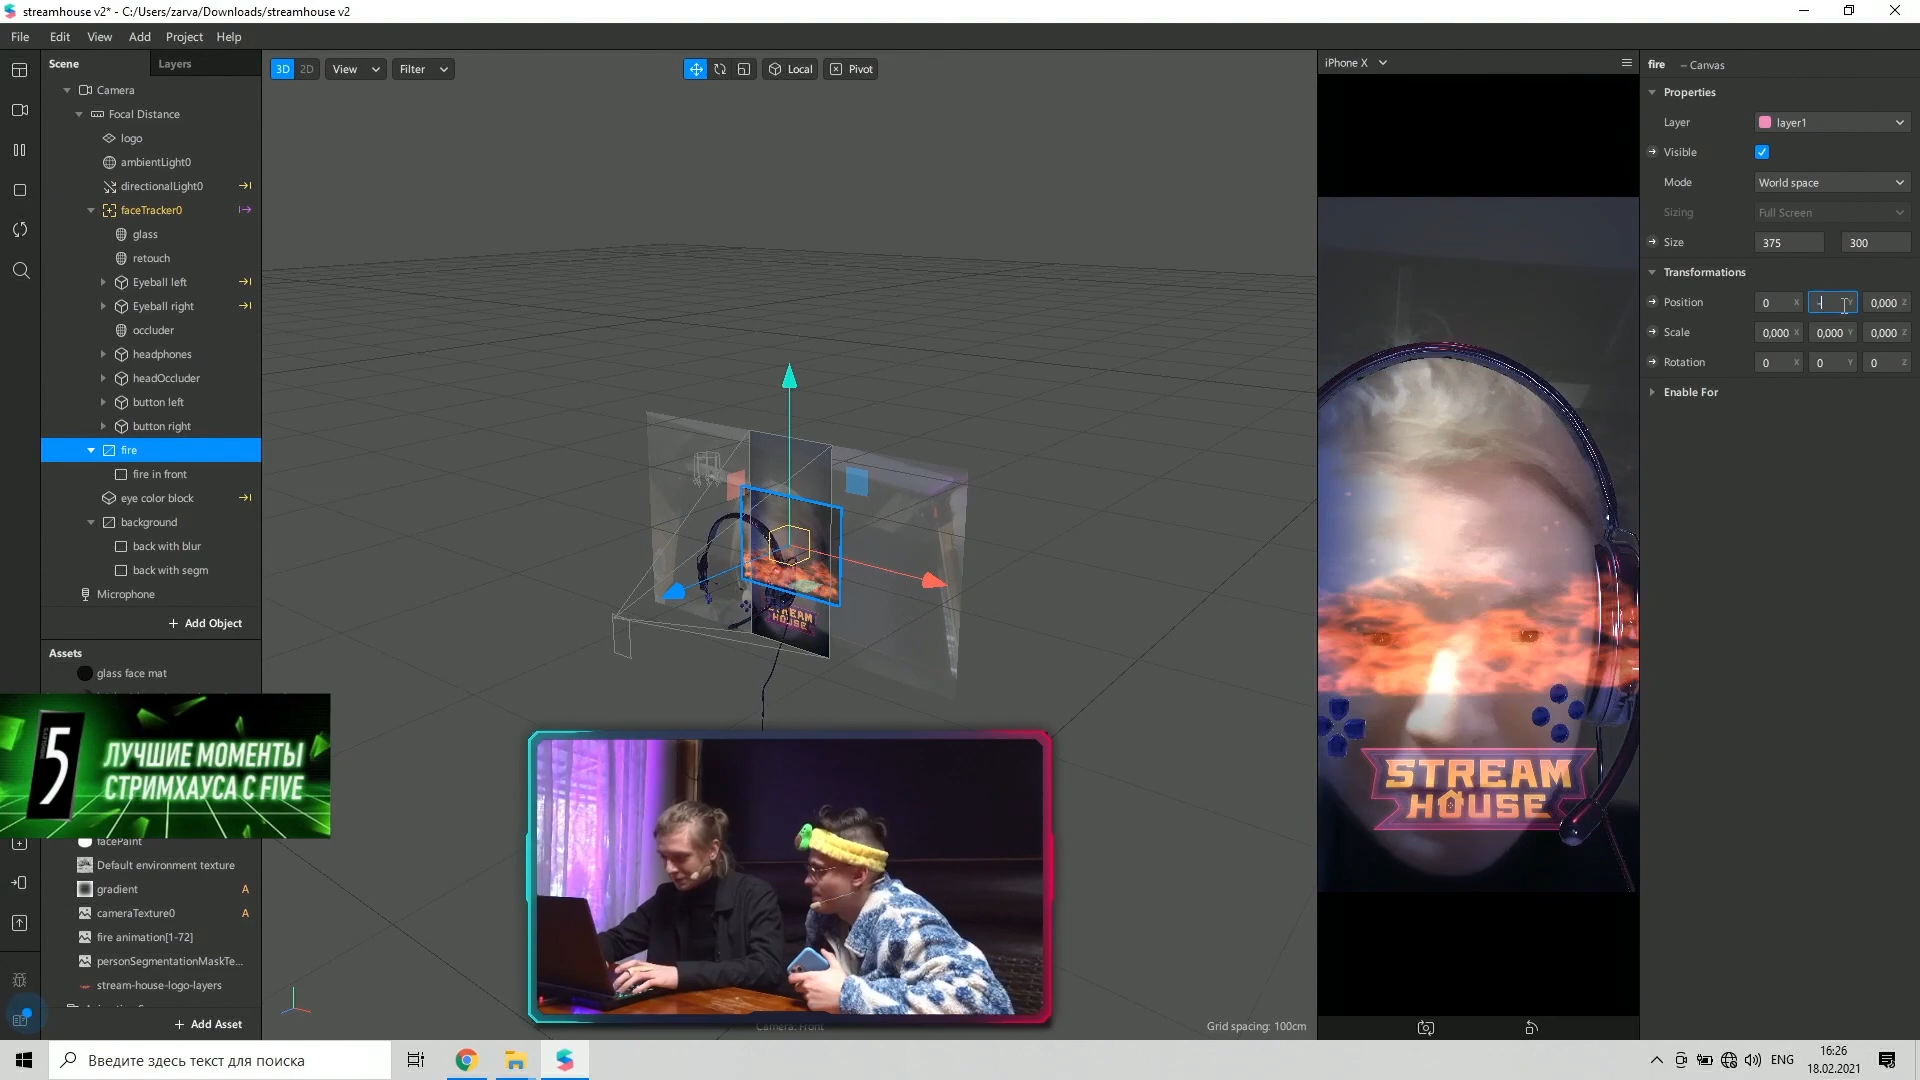 streamhouse v2* - C:/Users/zarva/Downloads/streamhouse v2
File Edit View Add Project Help
Scene Layers
Camera
Focal Distance
logo
ambientLight0
directionalLight0
faceTracker0
glass
retouch
Eyeball left
Eyeball right
occluder
headphones
headOccluder
button left
button right
fire
fire in front
eye color block
background
back with blur
back with segm
Microphone
+ Add Object
Assets
glass face mat
5
ЛУЧШИЕ МОМЕНТЫ
СТРИМХАУСА С FIVE
facePaint
Default environment texture
gradient A
cameraTexture0 A
fire animation[1-72]
personSegmentationMaskTe...
stream-house-logo-layers
+ Add Asset
3D 2D View Filter
Local Pivot
STREAM
HOUSE
Camera: Front
Grid spacing: 100cm
iPhone X
STREAM
HOUSE
fire – Canvas
Properties
Layer layer1
Visible
Mode World space
Sizing Full Screen
Size 375 300
Transformations
Position 0 X - Y 0,000 Z
Scale 0,000 X 0,000 Y 0,000 Z
Rotation 0 X 0 Y 0 Z
Enable For
Введите здесь текст для поиска
ENG
16:26
18.02.2021